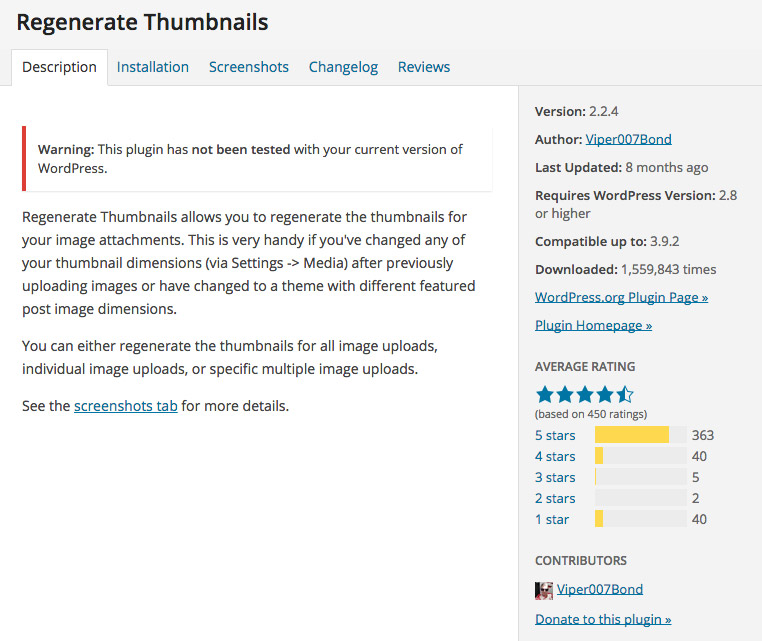 Regenerate Thumbnails
Description
Installation
Screenshots
Changelog
Reviews
Warning: This plugin has not been tested with your current version of
WordPress.
Regenerate Thumbnails allows you to regenerate the thumbnails for
your image attachments. This is very handy if you've changed any of
your thumbnail dimensions (via Settings -> Media) after previously
uploading images or have changed to a theme with different featured
post image dimensions.
You can either regenerate the thumbnails for all image uploads,
individual image uploads, or specific multiple image uploads.
See the screenshots tab for more details.
Version: 2.2.4
Author: Viper007Bond
Last Updated: 8 months ago
Requires WordPress Version: 2.8
or higher
Compatible up to: 3.9.2
Downloaded: 1,559,843 times
WordPress.org Plugin Page »
Plugin Homepage »
AVERAGE RATING
(based on 450 ratings)
5 stars 363
4 stars 40
3 stars 5
2 stars 2
1 star 40
CONTRIBUTORS
Viper007Bond
Donate to this plugin »